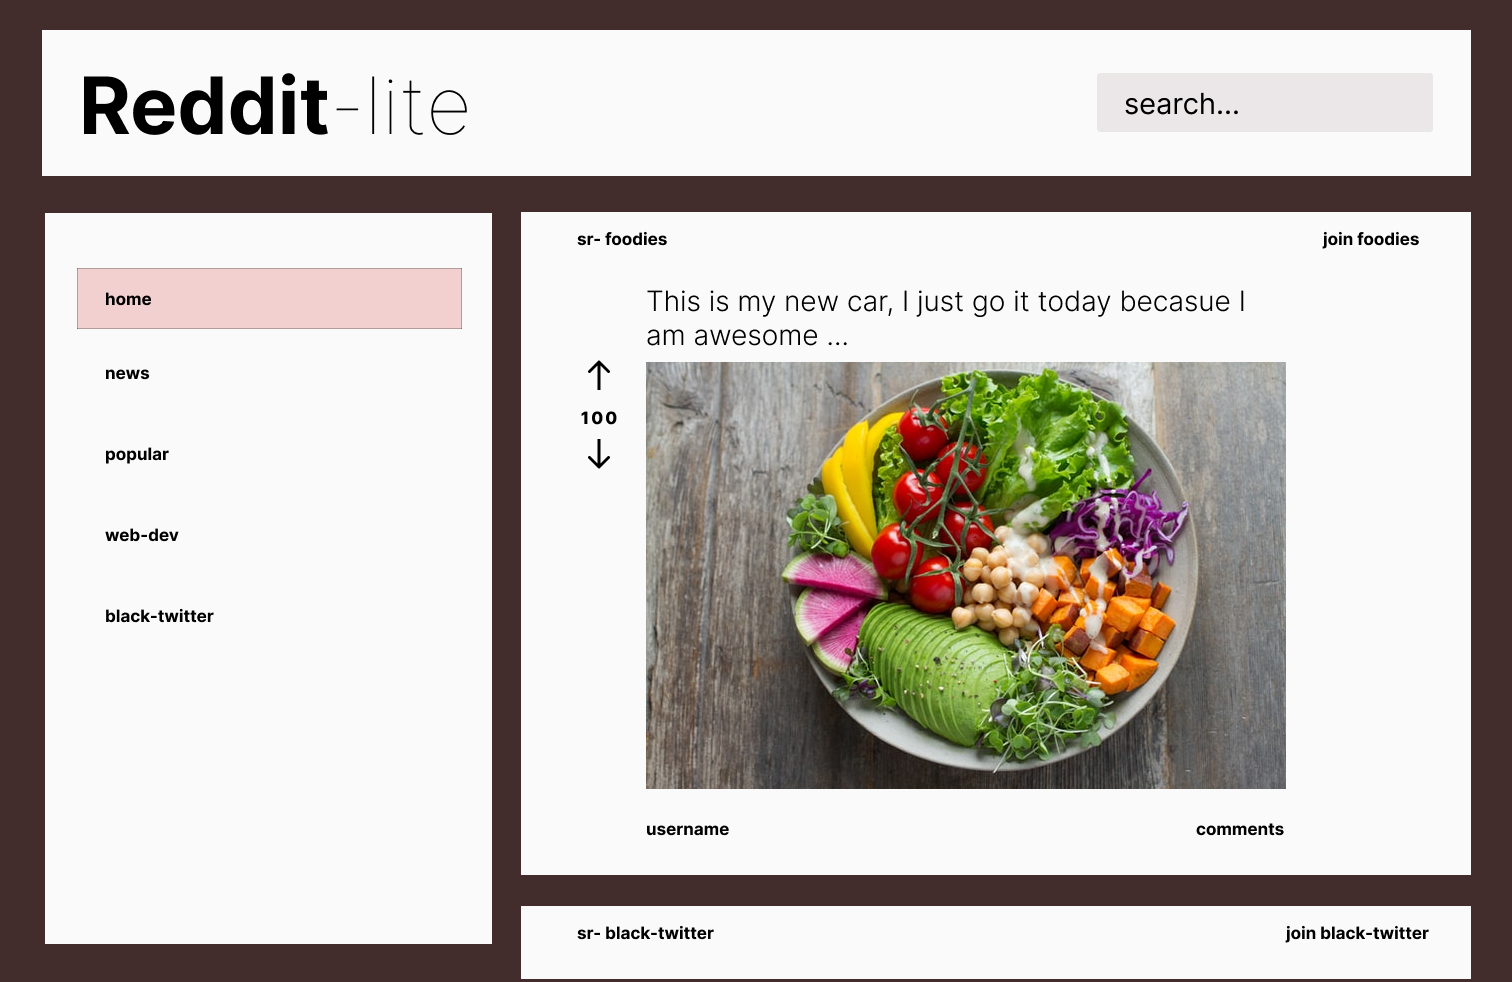 Reddit-lite
search...
home
news
popular
web-dev
black-twitter
sr- foodies
join foodies
This is my new car, I just go it today becasue I
am awesome ...
100
username
comments
sr- black-twitter
join black-twitter